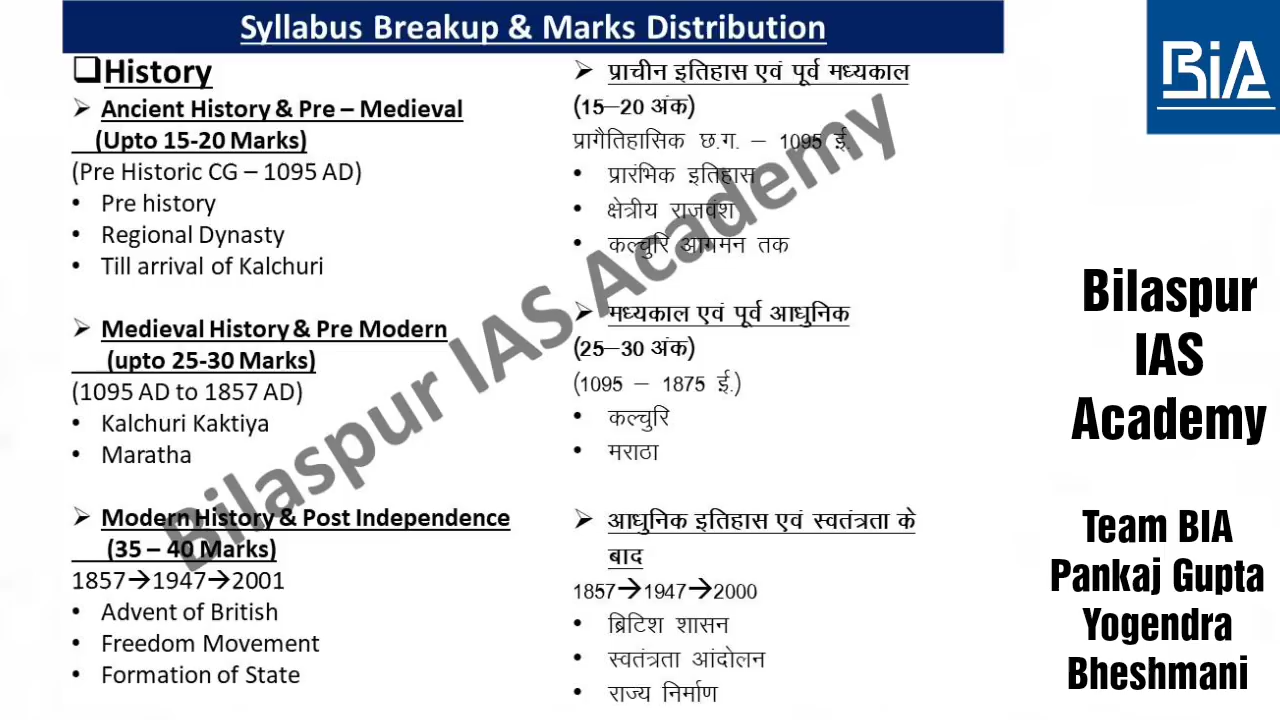 Syllabus Breakup & Marks Distribution
❑History
➢ Ancient History & Pre – Medieval
(Upto 15-20 Marks)
(Pre Historic CG – 1095 AD)
• Pre history
• Regional Dynasty
• Till arrival of Kalchuri
➢ Medieval History & Pre Modern
(upto 25-30 Marks)
(1095 AD to 1857 AD)
• Kalchuri Kaktiya
• Maratha
➢ Modern History & Post Independence
(35 – 40 Marks)
1857→1947→2001
• Advent of British
• Freedom Movement
• Formation of State
➢ प्राचीन इतिहास एवं पूर्व मध्यकाल
(15–20 अंक)
प्रागैतिहासिक छ.ग. – 1095 ई.
• प्रारंभिक इतिहास
• क्षेत्रीय राजवंश
• कल्चुरि आगमन तक
➢ मध्यकाल एवं पूर्व आधुनिक
(25–30 अंक)
(1095 – 1875 ई.)
• कल्चुरि
• मराठा
➢ आधुनिक इतिहास एवं स्वतंत्रता के
बाद
1857→1947→2000
• ब्रिटिश शासन
• स्वतंत्रता आंदोलन
• राज्य निर्माण
Bilaspur IAS Academy
BIA
Bilaspur
IAS
Academy
Team BIA
Pankaj Gupta
Yogendra
Bheshmani